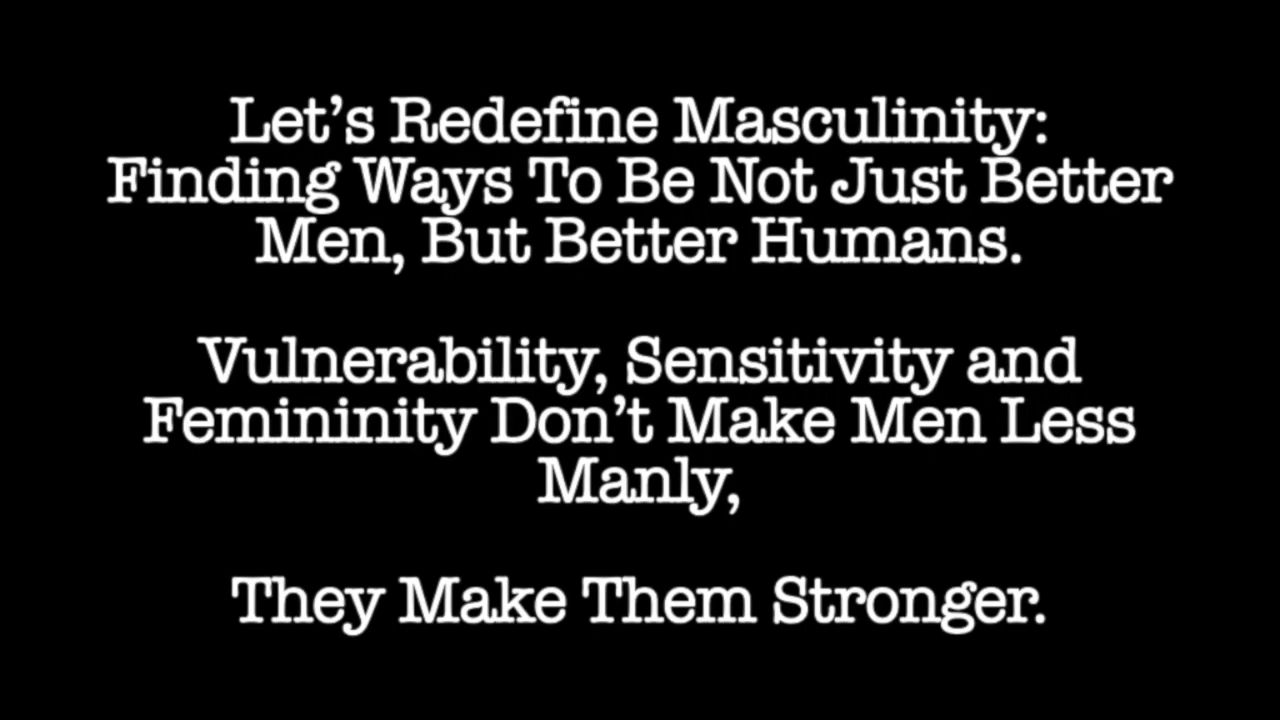 Let’s Redefine Masculinity:
Finding Ways To Be Not Just Better
Men, But Better Humans.
Vulnerability, Sensitivity and
Femininity Don’t Make Men Less
Manly,
They Make Them Stronger.